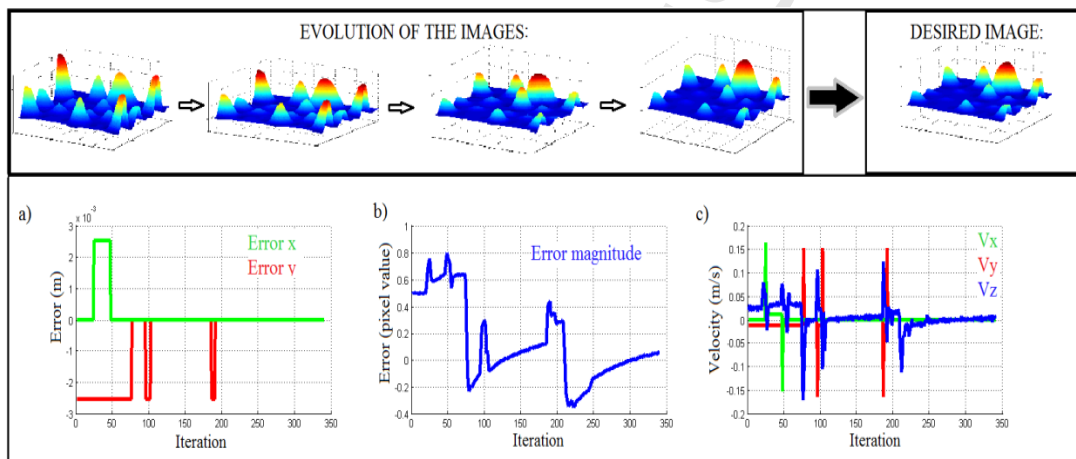 EVOLUTION OF THE IMAGES:
DESIRED IMAGE:
a)
x 10⁻³
3
2
1
0
-1
-2
-3
0 50 100 150 200 250 300 350
Error (m)
Iteration
Error x
Error y
b)
1
0.8
0.6
0.4
0.2
0
-0.2
-0.4
0 50 100 150 200 250 300 350
Error (pixel value)
Iteration
Error magnitude
c)
0.2
0.15
0.1
0.05
0
-0.05
-0.1
-0.15
-0.2
0 50 100 150 200 250 300 350
Velocity (m/s)
Iteration
Vx
Vy
Vz